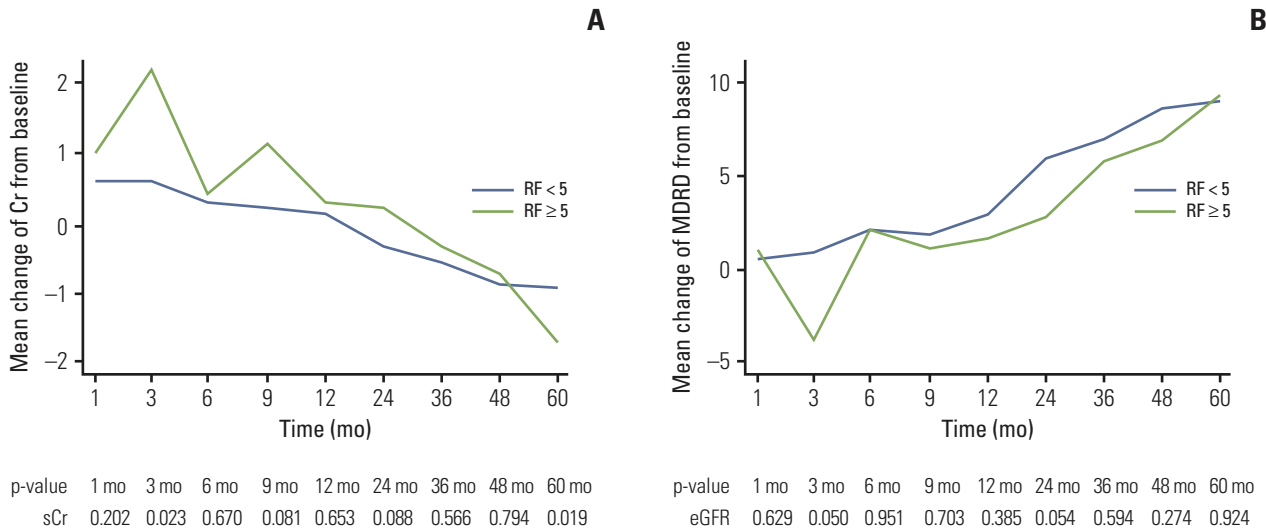 A
Mean change of Cr from baseline
2
1
0
–1
–2
RF < 5
RF ≥ 5
1 3 6 9 12 24 36 48 60
Time (mo)
p-value 1 mo 3 mo 6 mo 9 mo 12 mo 24 mo 36 mo 48 mo 60 mo
sCr 0.202 0.023 0.670 0.081 0.653 0.088 0.566 0.794 0.019
B
Mean change of MDRD from baseline
10
5
0
–5
RF < 5
RF ≥ 5
1 3 6 9 12 24 36 48 60
Time (mo)
p-value 1 mo 3 mo 6 mo 9 mo 12 mo 24 mo 36 mo 48 mo 60 mo
eGFR 0.629 0.050 0.951 0.703 0.385 0.054 0.594 0.274 0.924